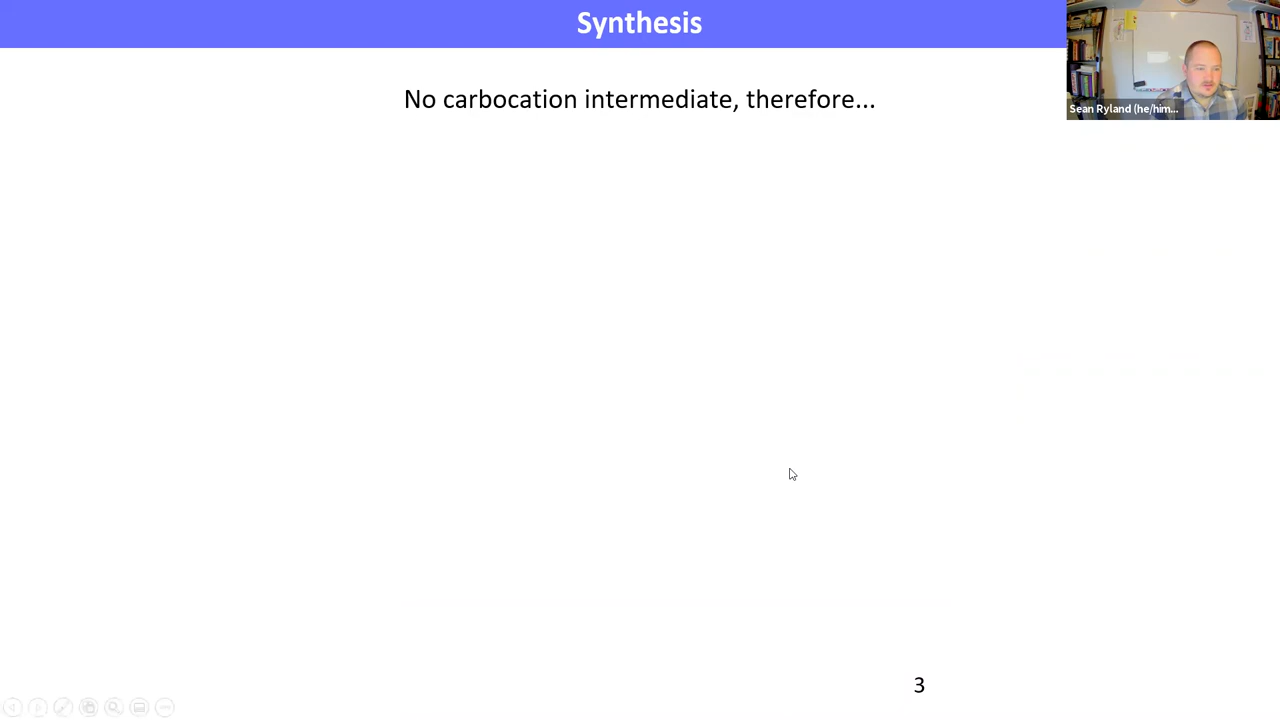 Synthesis
No carbocation intermediate, therefore...
Sean Ryland (he/him...
3